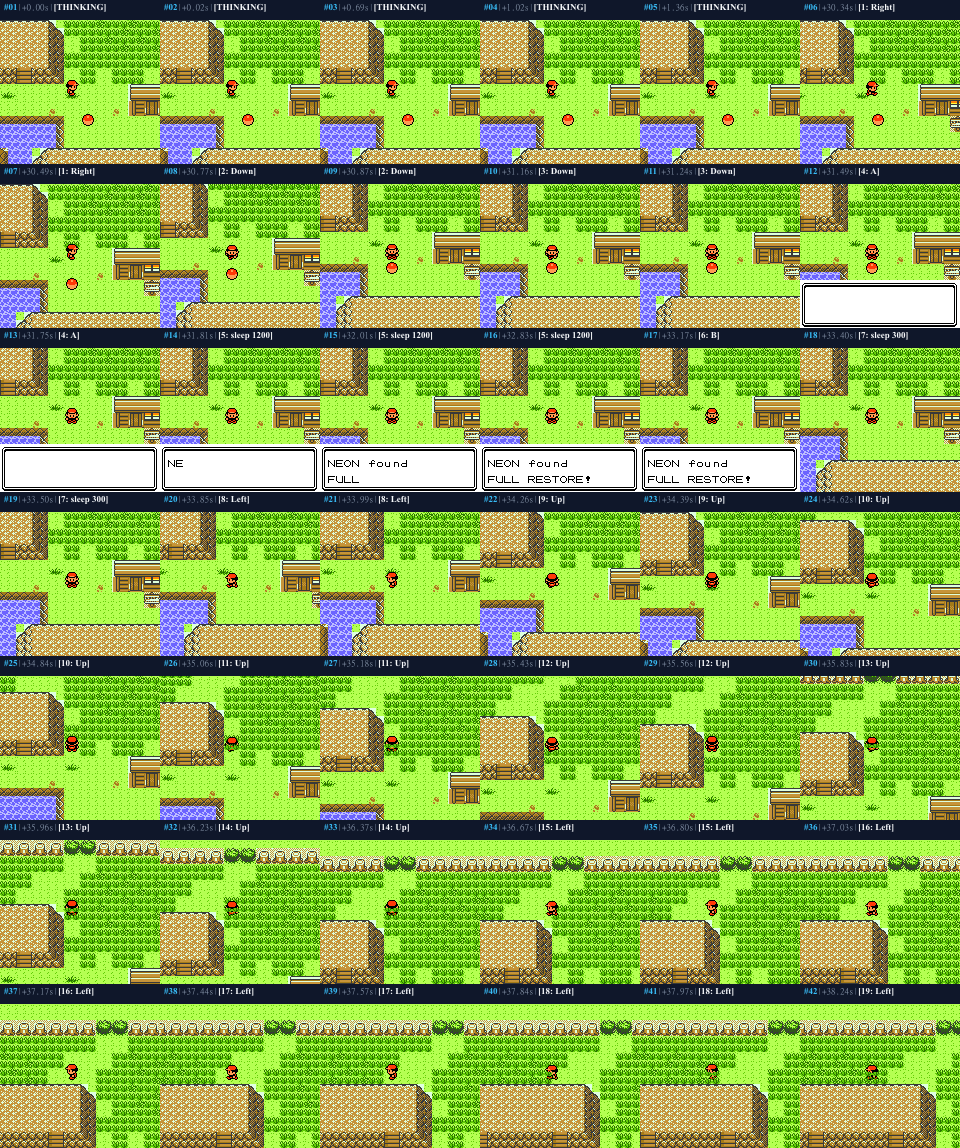 #01|+0.00s|[THINKING]
#02|+0.02s|[THINKING]
#03|+0.69s|[THINKING]
#04|+1.02s|[THINKING]
#05|+1.36s|[THINKING]
#06|+30.34s|[1: Right]
#07|+30.49s|[1: Right]
#08|+30.77s|[2: Down]
#09|+30.87s|[2: Down]
#10|+31.16s|[3: Down]
#11|+31.24s|[3: Down]
#12|+31.49s|[4: A]
#13|+31.75s|[4: A]
#14|+31.81s|[5: sleep 1200]
#15|+32.01s|[5: sleep 1200]
#16|+32.83s|[5: sleep 1200]
#17|+33.17s|[6: B]
#18|+33.40s|[7: sleep 300]
NE
NEON found
FULL
NEON found
FULL RESTORE!
NEON found
FULL RESTORE!
#19|+33.50s|[7: sleep 300]
#20|+33.85s|[8: Left]
#21|+33.99s|[8: Left]
#22|+34.26s|[9: Up]
#23|+34.39s|[9: Up]
#24|+34.62s|[10: Up]
#25|+34.84s|[10: Up]
#26|+35.06s|[11: Up]
#27|+35.18s|[11: Up]
#28|+35.43s|[12: Up]
#29|+35.56s|[12: Up]
#30|+35.83s|[13: Up]
#31|+35.96s|[13: Up]
#32|+36.23s|[14: Up]
#33|+36.37s|[14: Up]
#34|+36.67s|[15: Left]
#35|+36.80s|[15: Left]
#36|+37.03s|[16: Left]
#37|+37.17s|[16: Left]
#38|+37.44s|[17: Left]
#39|+37.57s|[17: Left]
#40|+37.84s|[18: Left]
#41|+37.97s|[18: Left]
#42|+38.24s|[19: Left]